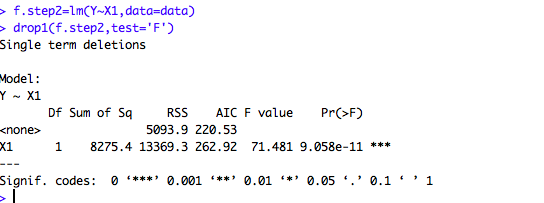 > f.step2=lm(Y~X1,data=data)
> drop1(f.step2,test='F')
Single term deletions

Model:
Y ~ X1
       Df Sum of Sq     RSS    AIC F value    Pr(>F)
<none>               5093.9 220.53
X1      1    8275.4 13369.3 262.92  71.481 9.058e-11 ***
---
Signif. codes:  0 ‘***’ 0.001 ‘**’ 0.01 ‘*’ 0.05 ‘.’ 0.1 ‘ ’ 1
>